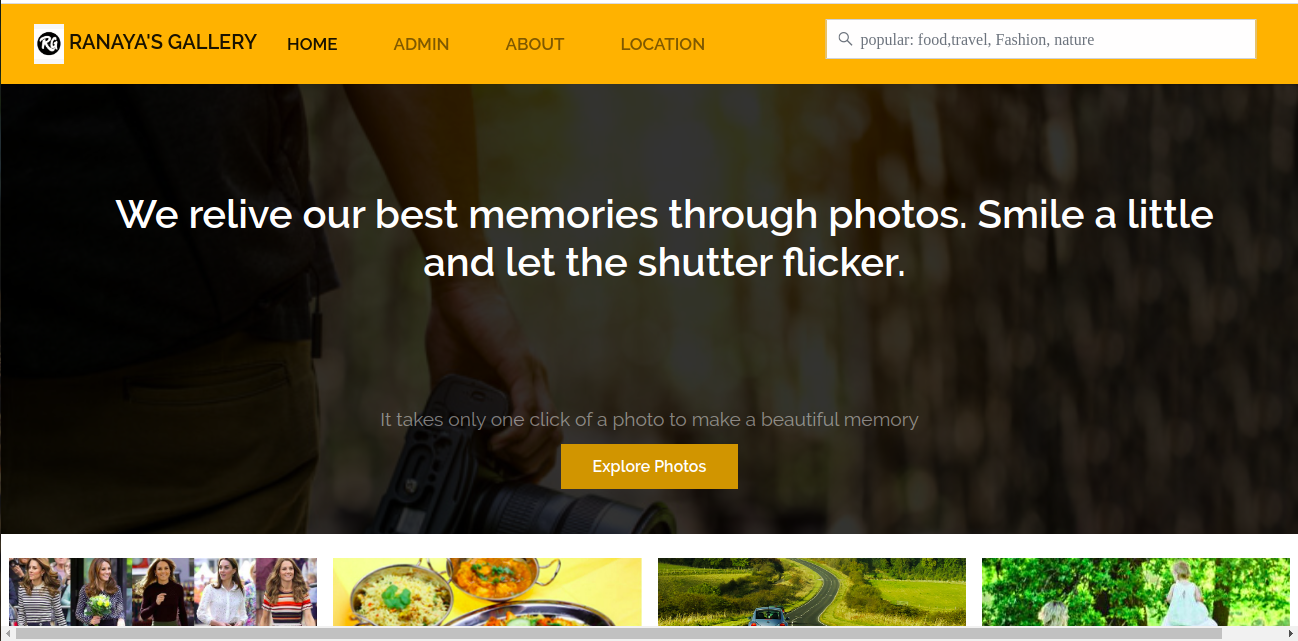 RG RANAYA'S GALLERY HOME ADMIN ABOUT LOCATION popular: food,travel, Fashion, nature
We relive our best memories through photos. Smile a little
and let the shutter flicker.
It takes only one click of a photo to make a beautiful memory
Explore Photos